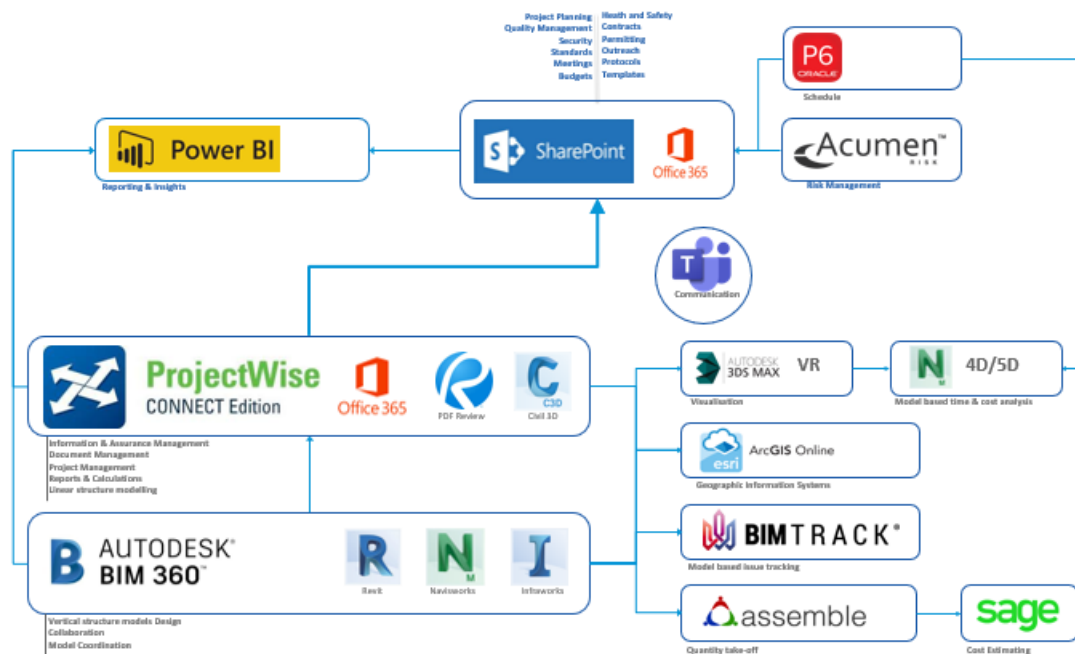 Project Planning
Quality Management
Security
Standards
Meetings
Budgets
Heath and Safety
Contracts
Permitting
Outreach
Protocols
Templates
P6
ORACLE
Schedule
Power BI
Reporting & Insights
S
SharePoint
Office 365
Acumen™
RISK
Risk Management
T
Communication
ProjectWise
CONNECT Edition
Office 365
PDF Review
C
C3D
Civil 3D
Information & Assurance Management
Document Management
Project Management
Reports & Calculations
Linear structure modelling
AUTODESK
3DS MAX
VR
Visualisation
N
M
4D/5D
Model based time & cost analysis
esri
ArcGIS Online
Geographic Information Systems
B
AUTODESK®
BIM 360™
R
Revit
N
M
Navisworks
I
Infraworks
Vertical structure models Design
Collaboration
Model Coordination
BIMTRACK®
Model based issue tracking
assemble
Quantity take-off
sage
Cost Estimating